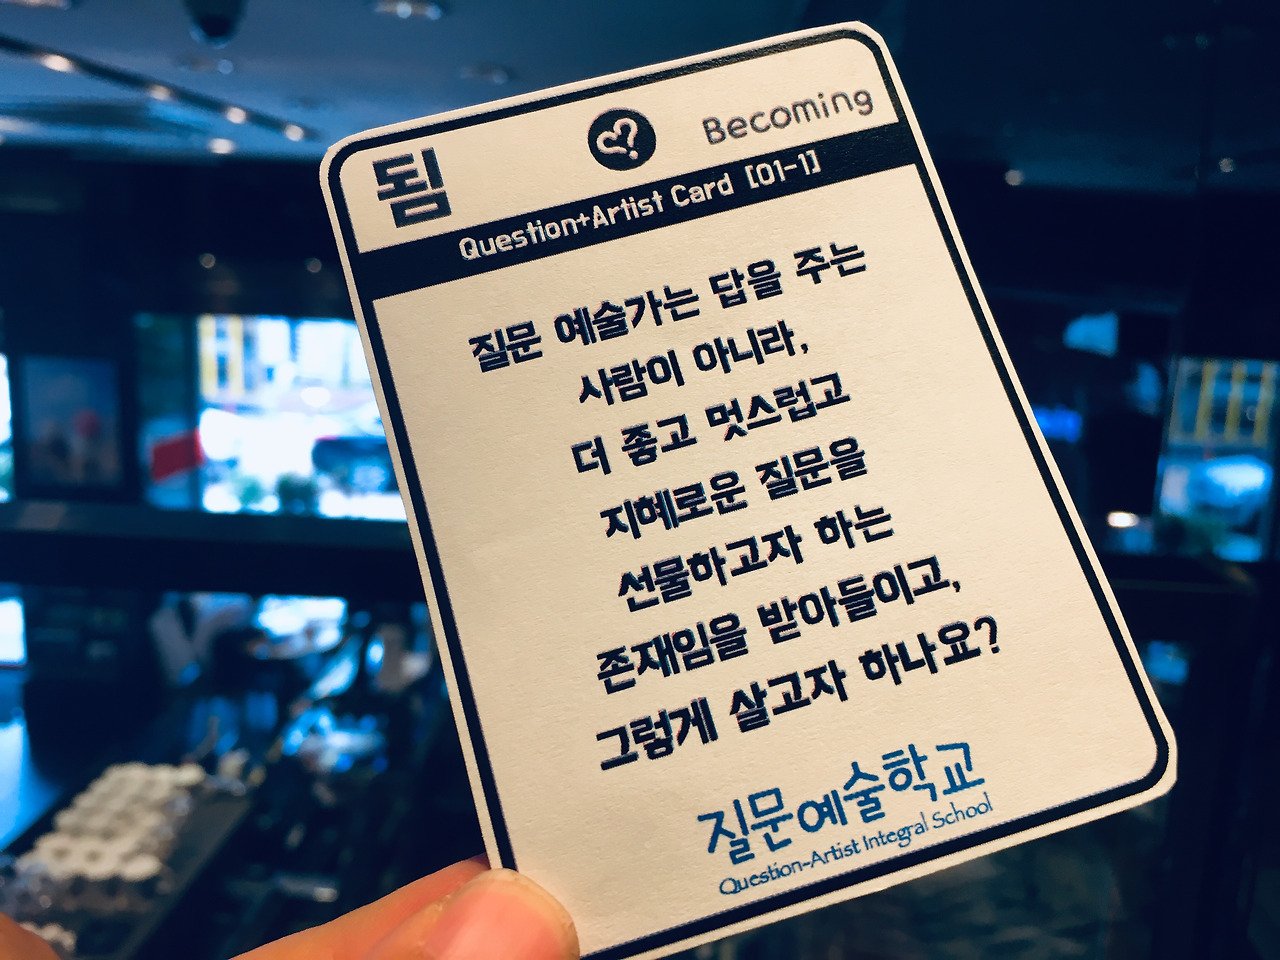 됨
Becoming
Question+Artist Card [01-1]
질문 예술가는 답을 주는
사람이 아니라,
더 좋고 멋스럽고
지혜로운 질문을
선물하고자 하는
존재임을 받아들이고,
그렇게 살고자 하나요?
질문예술학교
Question-Artist Integral School